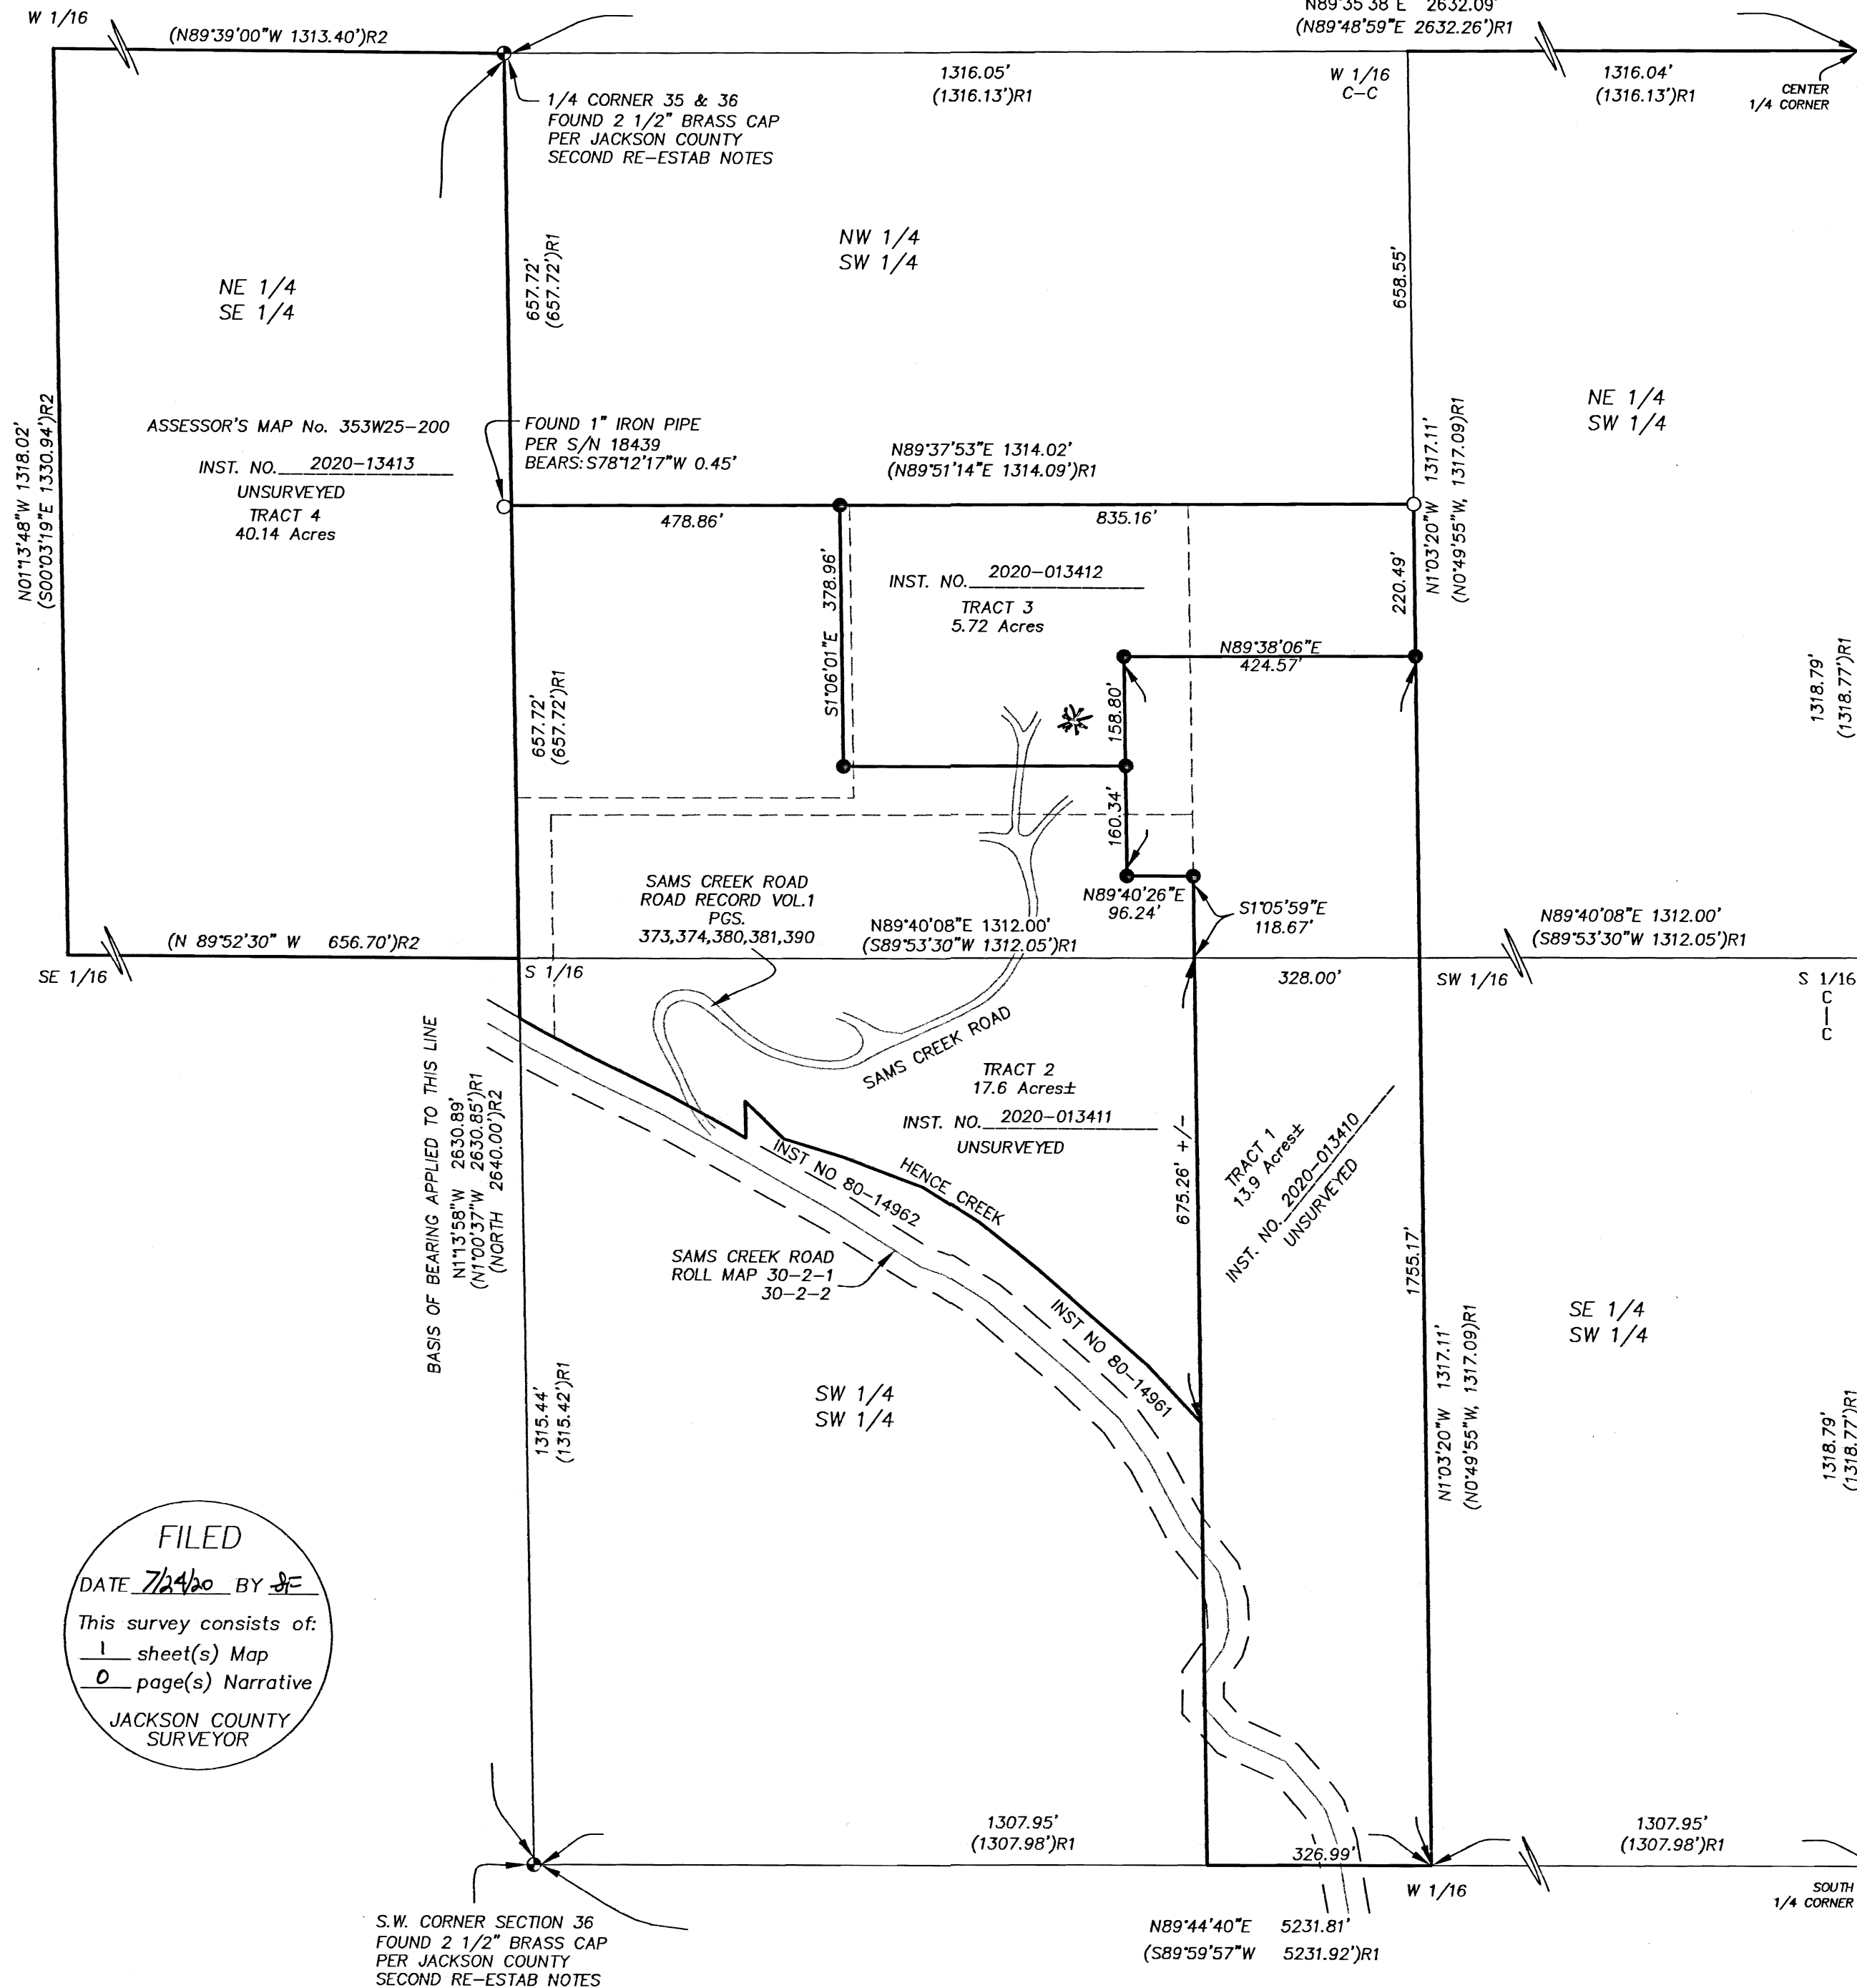 W 1/16
(N89°39'00"W 1313.40')R2
N89°35'38"E 2632.09'
(N89°48'59"E 2632.26')R1
1316.05'
(1316.13')R1
W 1/16
C-C
1316.04'
(1316.13')R1
CENTER
1/4 CORNER
1/4 CORNER 35 & 36
FOUND 2 1/2" BRASS CAP
PER JACKSON COUNTY
SECOND RE-ESTAB NOTES
NE 1/4
SE 1/4
657.72'
(657.72')R1
NW 1/4
SW 1/4
658.55'
NE 1/4
SW 1/4
N01°13'48"W 1318.02'
(S00°03'19"E 1330.94')R2
ASSESSOR'S MAP No. 353W25-200
INST. NO. 2020-13413
UNSURVEYED
TRACT 4
40.14 Acres
FOUND 1" IRON PIPE
PER S/N 18439
BEARS: S78°12'17"W 0.45'
N89°37'53"E 1314.02'
(N89°51'14"E 1314.09')R1
478.86'
835.16'
N1°03'20"W 1317.11'
(N0°49'55"W, 1317.09)R1
S1°06'01"E 378.96'
INST. NO. 2020-013412
TRACT 3
5.72 Acres
220.49'
N89°38'06"E
424.57'
657.72'
(657.72')R1
158.80'
1318.79'
(1318.77')R1
160.34'
SAMS CREEK ROAD
ROAD RECORD VOL.1
PGS.
373,374,380,381,390
N89°40'26"E
96.24'
S1°05'59"E
118.67'
N89°40'08"E 1312.00'
(S89°53'30"W 1312.05')R1
N89°40'08"E 1312.00'
(S89°53'30"W 1312.05')R1
(N 89°52'30" W 656.70')R2
SE 1/16
S 1/16
328.00'
SW 1/16
S 1/16
C
|
C
SAMS CREEK ROAD
BASIS OF BEARING APPLIED TO THIS LINE
N1°13'58"W 2630.89'
(N1°00'37"W 2630.85')R1
(NORTH 2640.00')R2
TRACT 2
17.6 Acres±
INST. NO. 2020-013411
UNSURVEYED
675.26' +/-
TRACT 1
13.9 Acres±
INST. NO. 2020-013410
UNSURVEYED
INST NO 80-14962
HENCE CREEK
SAMS CREEK ROAD
ROLL MAP 30-2-1
30-2-2
INST NO 80-14961
1755.17'
N1°03'20"W 1317.11'
(N0°49'55"W, 1317.09)R1
SE 1/4
SW 1/4
1315.44'
(1315.42')R1
SW 1/4
SW 1/4
1318.79'
(1318.77')R1
FILED
DATE 7/24/20 BY
This survey consists of:
1 sheet(s) Map
0 page(s) Narrative
JACKSON COUNTY
SURVEYOR
1307.95'
(1307.98')R1
326.99'
1307.95'
(1307.98')R1
W 1/16
SOUTH
1/4 CORNER
S.W. CORNER SECTION 36
FOUND 2 1/2" BRASS CAP
PER JACKSON COUNTY
SECOND RE-ESTAB NOTES
N89°44'40"E 5231.81'
(S89°59'57"W 5231.92')R1